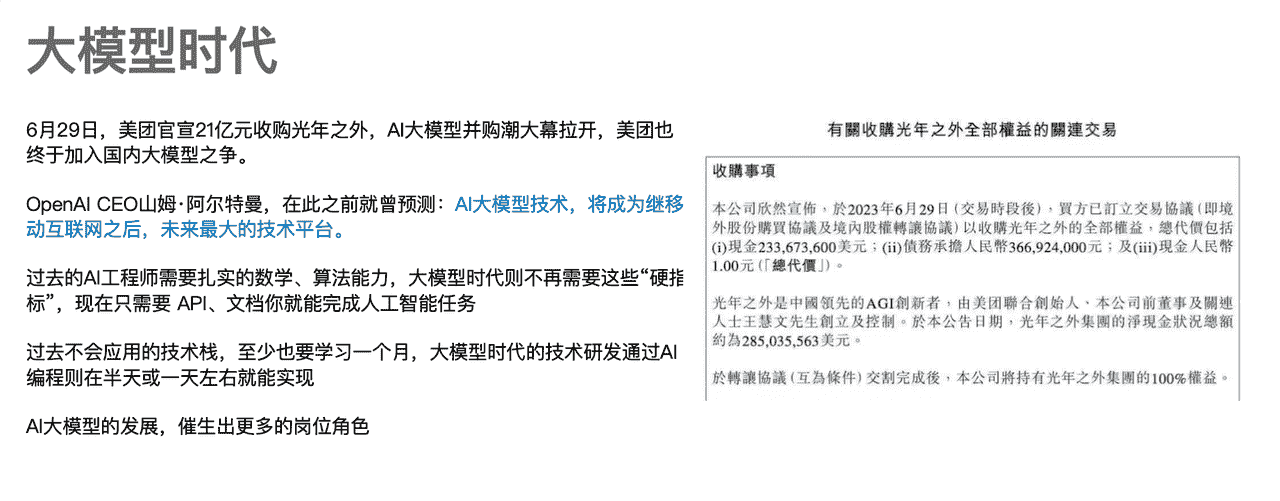 大模型时代
6月29日，美团官宣21亿元收购光年之外，AI大模型并购潮大幕拉开，美团也
终于加入国内大模型之争。
OpenAI CEO山姆·阿尔特曼，在此之前就曾预测：AI大模型技术，将成为继移
动互联网之后，未来最大的技术平台。
过去的AI工程师需要扎实的数学、算法能力，大模型时代则不再需要这些“硬指
标”，现在只需要 API、文档你就能完成人工智能任务
过去不会应用的技术栈，至少也要学习一个月，大模型时代的技术研发通过AI
编程则在半天或一天左右就能实现
AI大模型的发展，催生出更多的岗位角色
有關收購光年之外全部權益的關連交易
收購事項
本公司欣然宣佈，於2023年6月29日（交易時段後），買方已訂立交易協議（即境
外股份購買協議及境內股權轉讓協議）以收購光年之外的全部權益，總代價包括
(i)現金233,673,600美元；(ii)債務承擔人民幣366,924,000元；及(iii)現金人民幣
1.00元（「總代價」）。
光年之外是中國領先的AGI創新者，由美团聯合創始人、本公司前董事及關連
人士王慧文先生創立及控制。於本公告日期，光年之外集團的淨現金狀況總額
約為285,035,563美元。
於轉讓協議（互為條件）交割完成後，本公司將持有光年之外集團的100%權益。